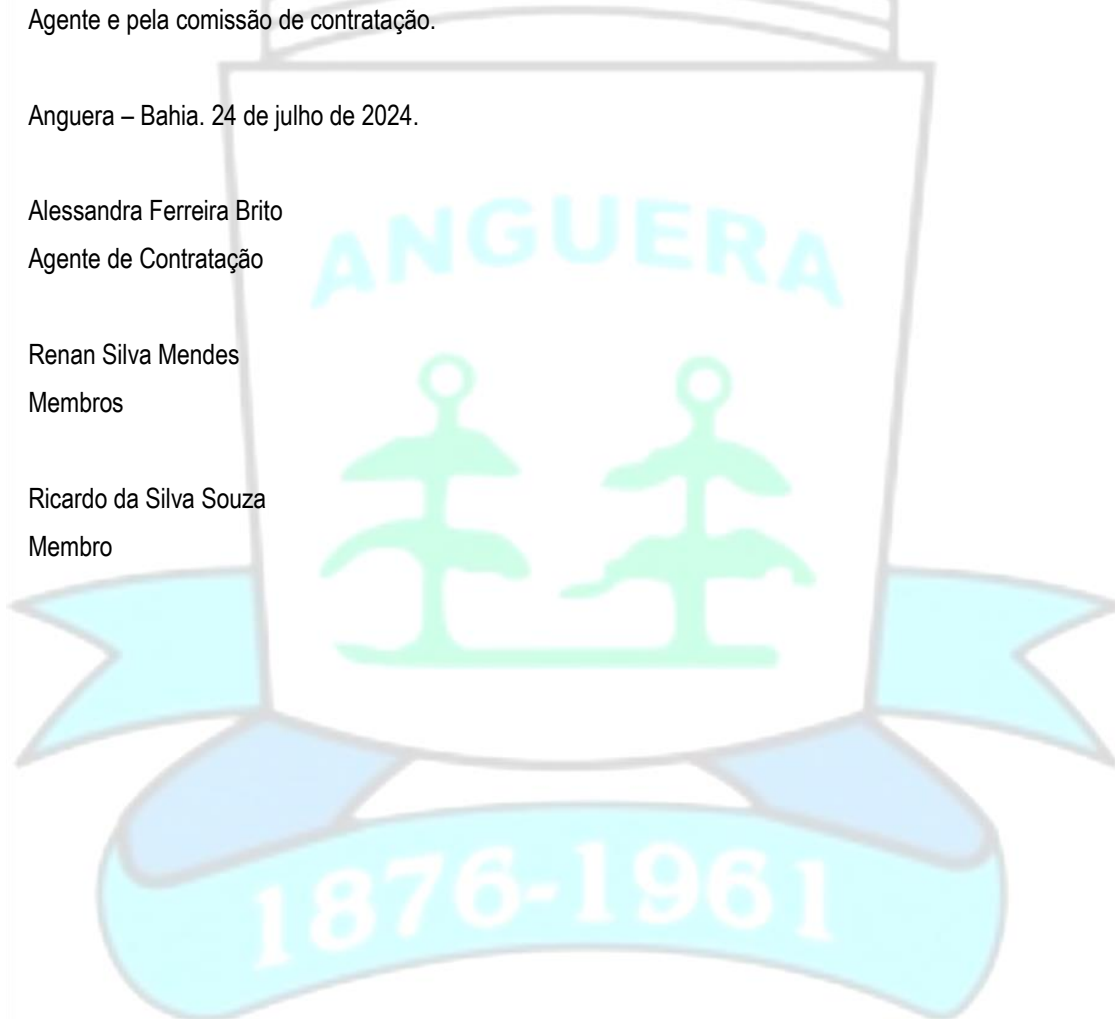 Agente e pela comissão de contratação.
Anguera – Bahia. 24 de julho de 2024.
Alessandra Ferreira Brito
Agente de Contratação
ANGUERA
Renan Silva Mendes
Membros
Ricardo da Silva Souza
Membro
1876-1961